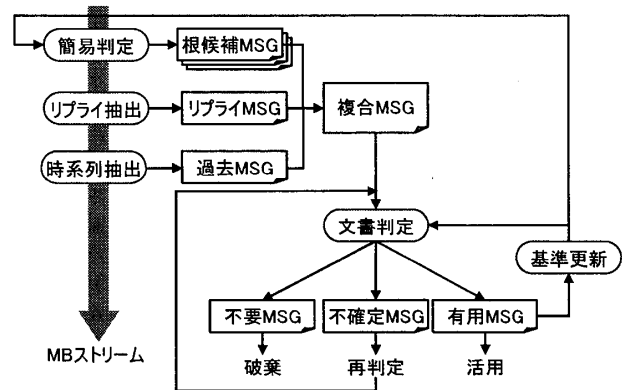 簡易判定
根候補MSG
リプライ抽出
リプライMSG
複合MSG
時系列抽出
過去MSG
文書判定
基準更新
不要MSG
不確定MSG
有用MSG
MBストリーム
破棄
再判定
活用